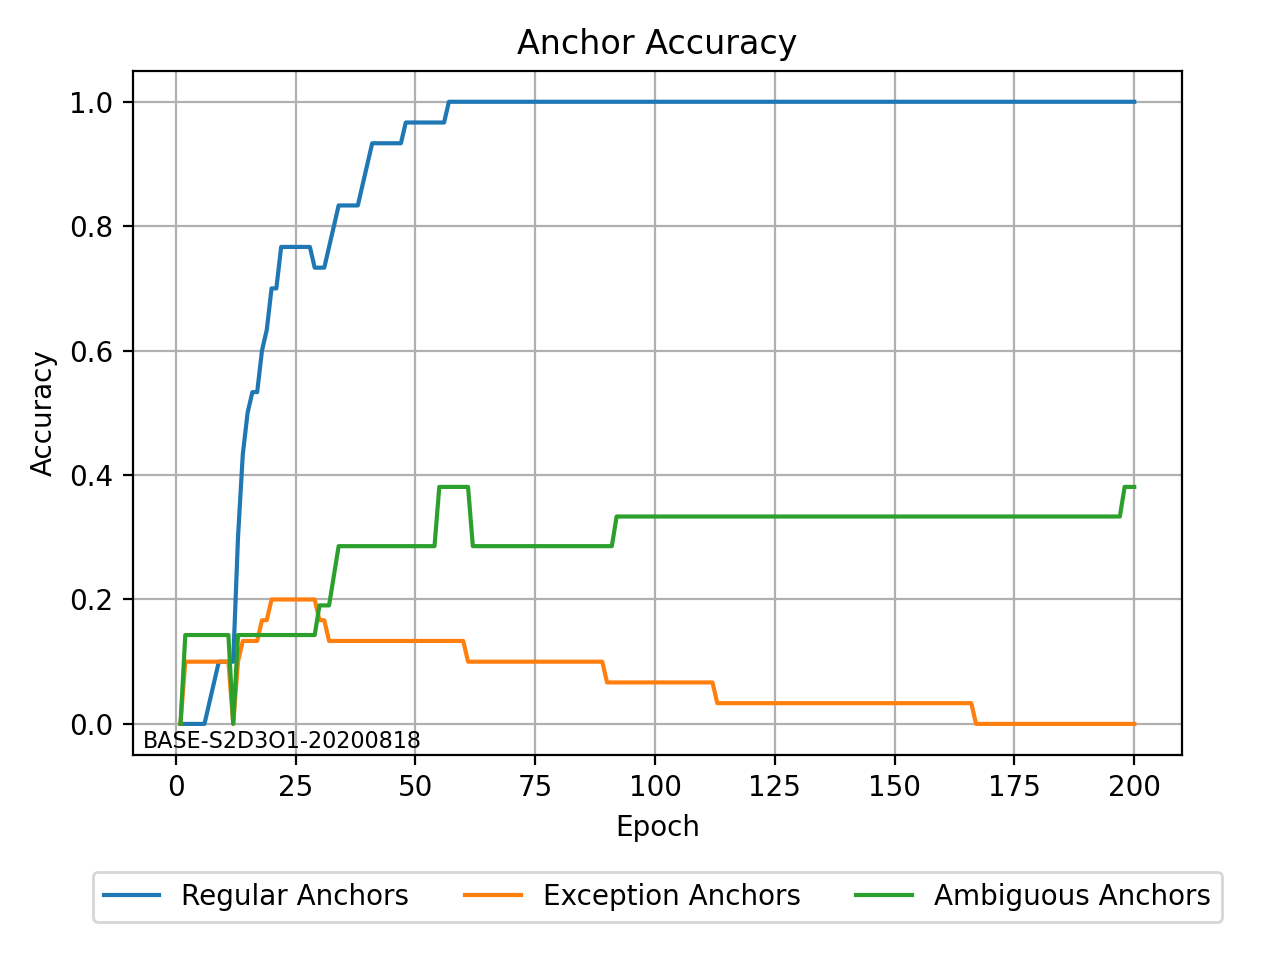 Anchor Accuracy
Accuracy
1.0
0.8
0.6
0.4
0.2
0.0
BASE-S2D3O1-20200818
0 25 50 75 100 125 150 175 200
Epoch
Regular Anchors Exception Anchors Ambiguous Anchors